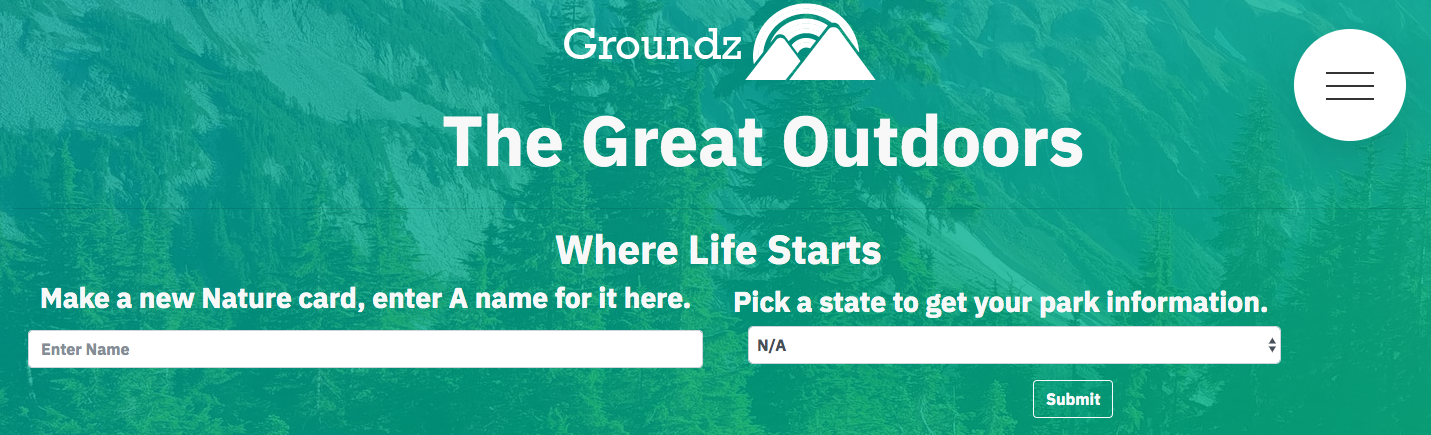 Groundz
The Great Outdoors
Where Life Starts
Make a new Nature card, enter A name for it here.
Enter Name
Pick a state to get your park information.
N/A
Submit